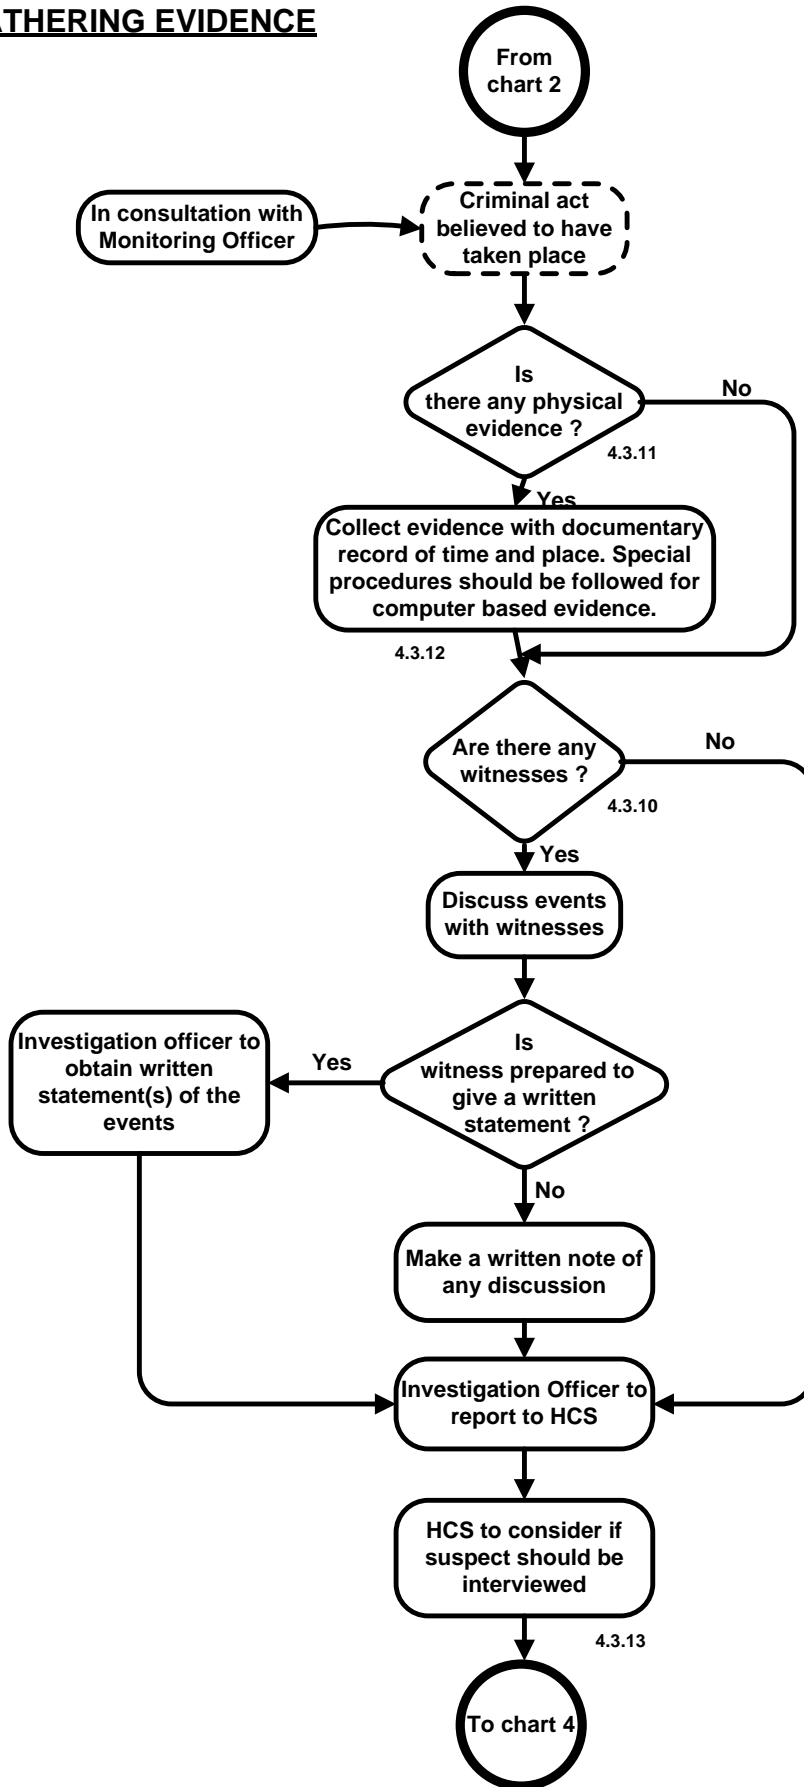 ATHERING EVIDENCE
From
chart 2
In consultation with
Monitoring Officer
Criminal act
believed to have
taken place
Is
there any physical
evidence ?
No
4.3.11
Yes
Collect evidence with documentary
record of time and place. Special
procedures should be followed for
computer based evidence.
4.3.12
Are there any
witnesses ?
No
4.3.10
Yes
Discuss events
with witnesses
Is
witness prepared to
give a written
statement ?
Yes
Investigation officer to
obtain written
statement(s) of the
events
No
Make a written note of
any discussion
Investigation Officer to
report to HCS
HCS to consider if
suspect should be
interviewed
4.3.13
To chart 4